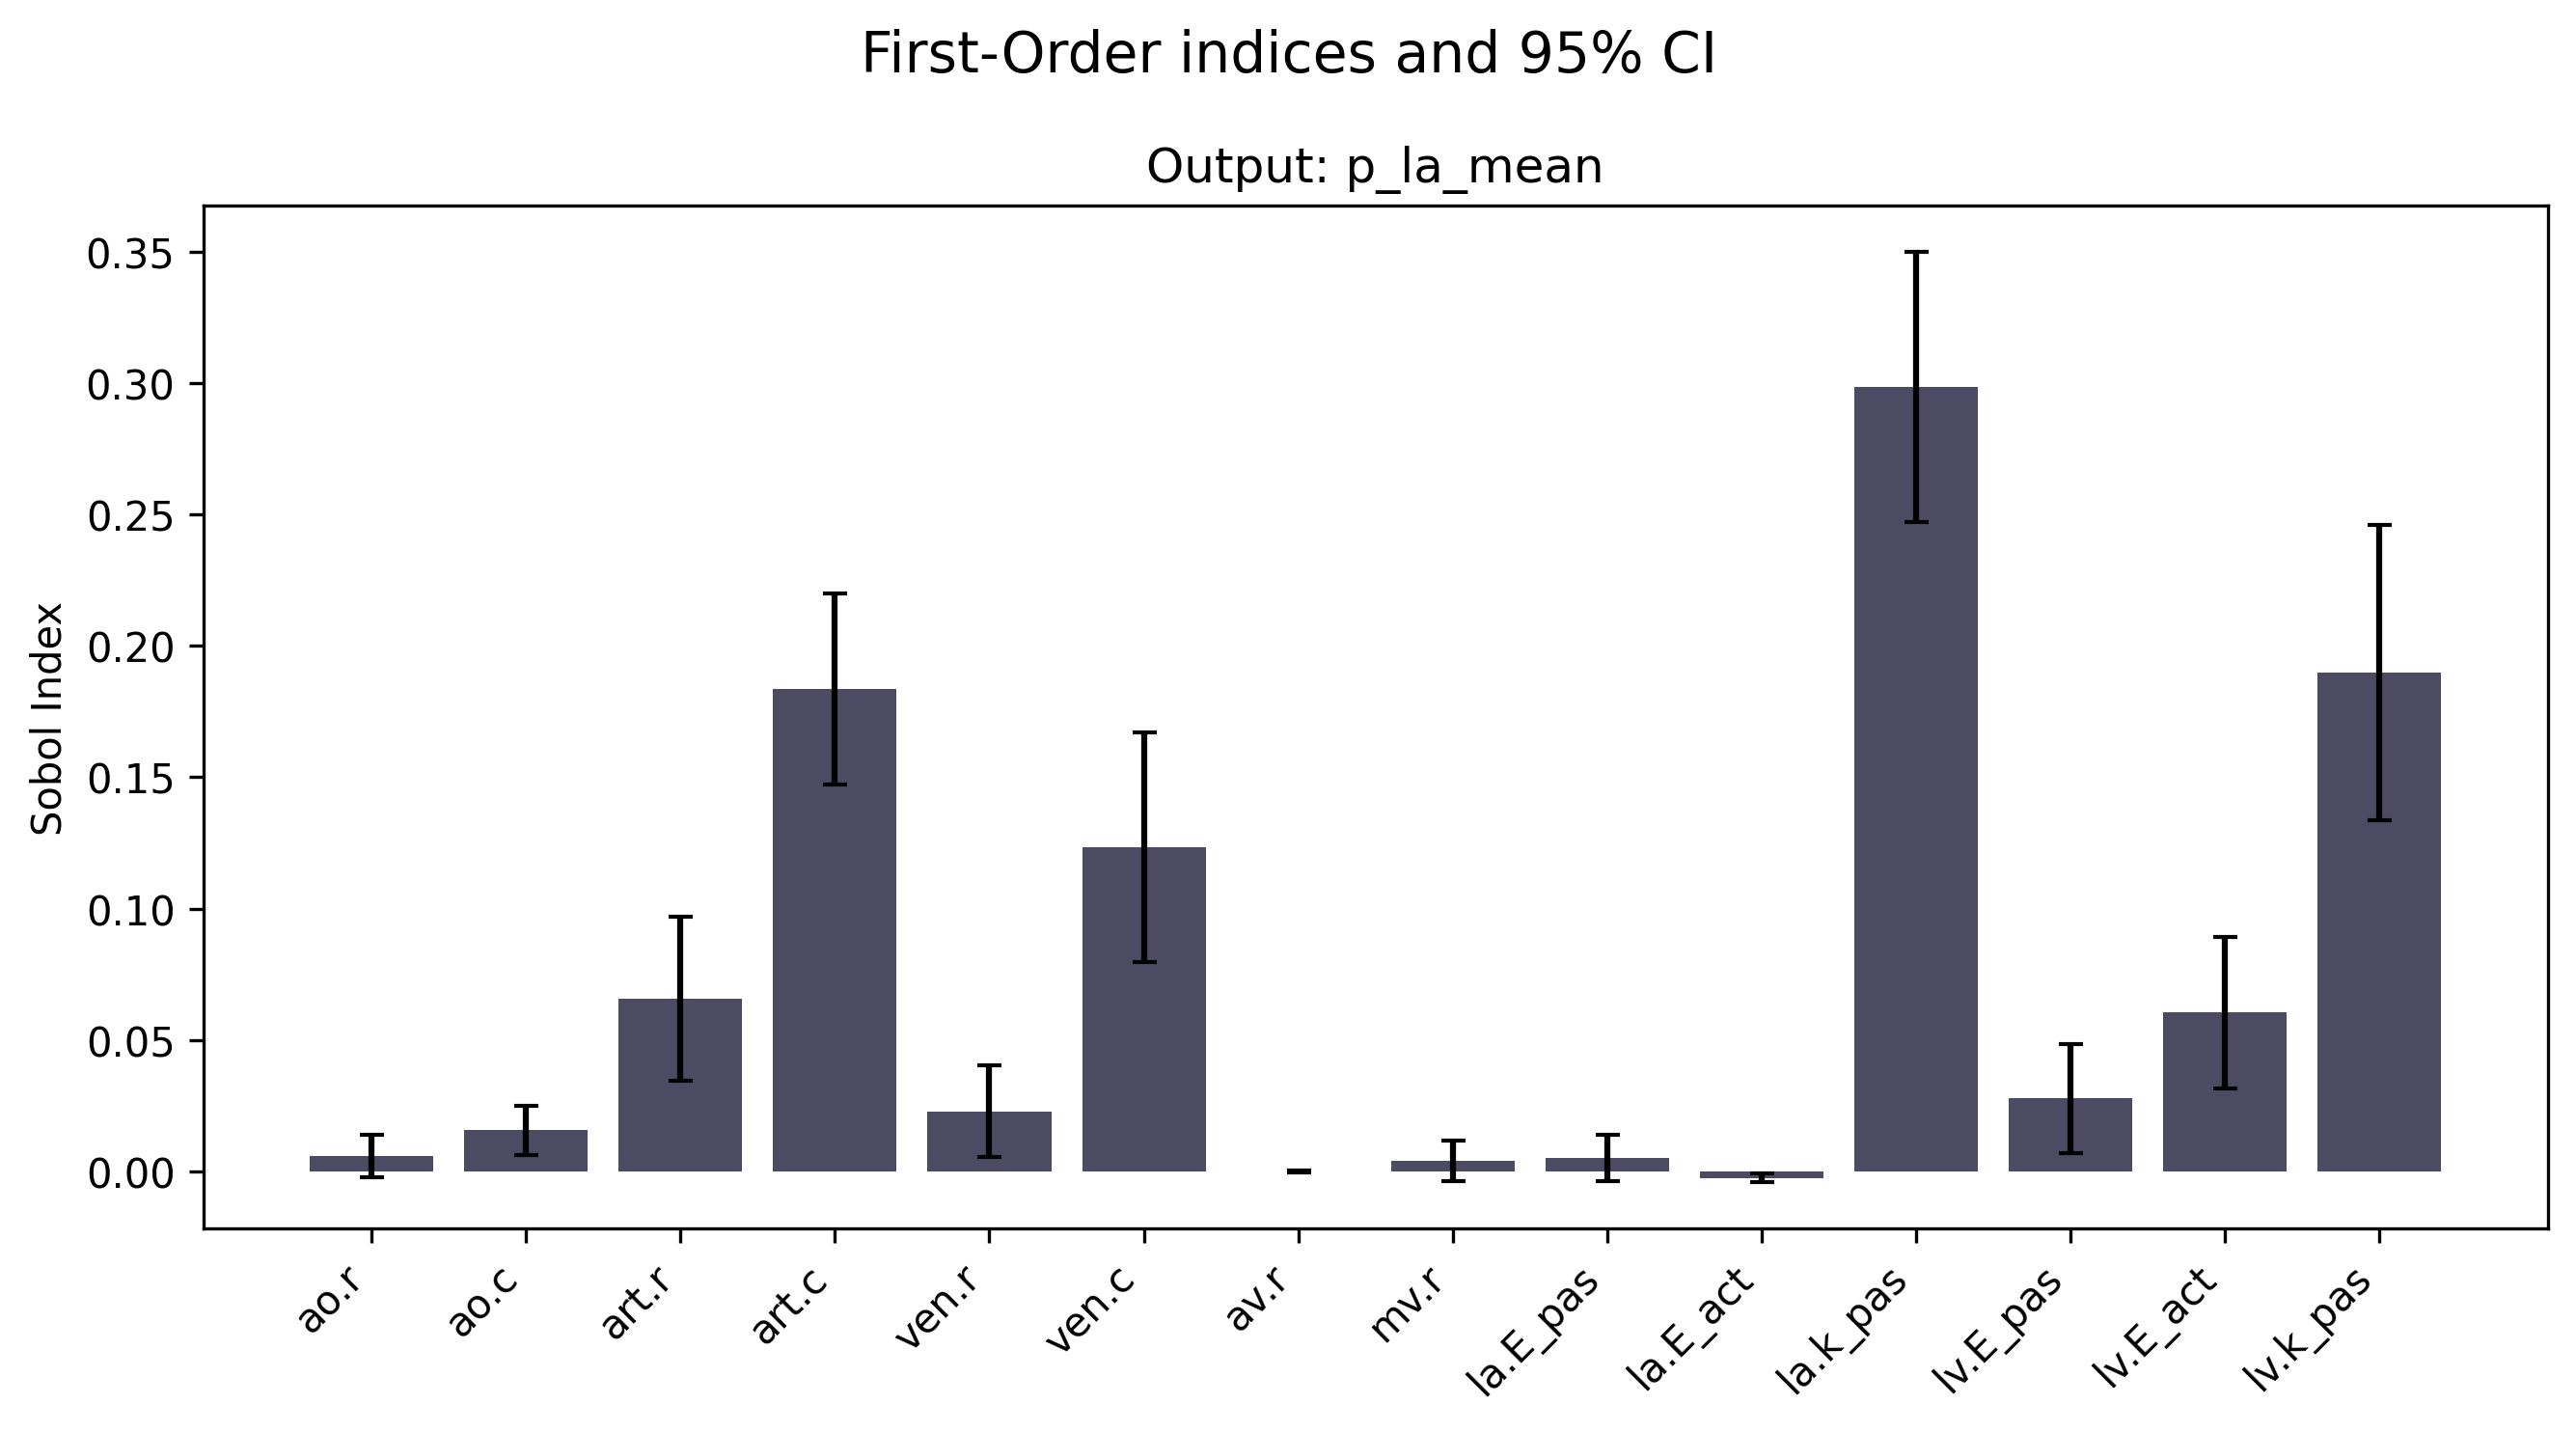 First-Order indices and 95% CI
Output: p_la_mean
Sobol Index
0.35
0.30
0.25
0.20
0.15
0.10
0.05
0.00
ao.r
ao.c
art.r
art.c
ven.r
ven.c
av.r
mv.r
la.E_pas
la.E_act
la.k_pas
lv.E_pas
lv.E_act
lv.k_pas